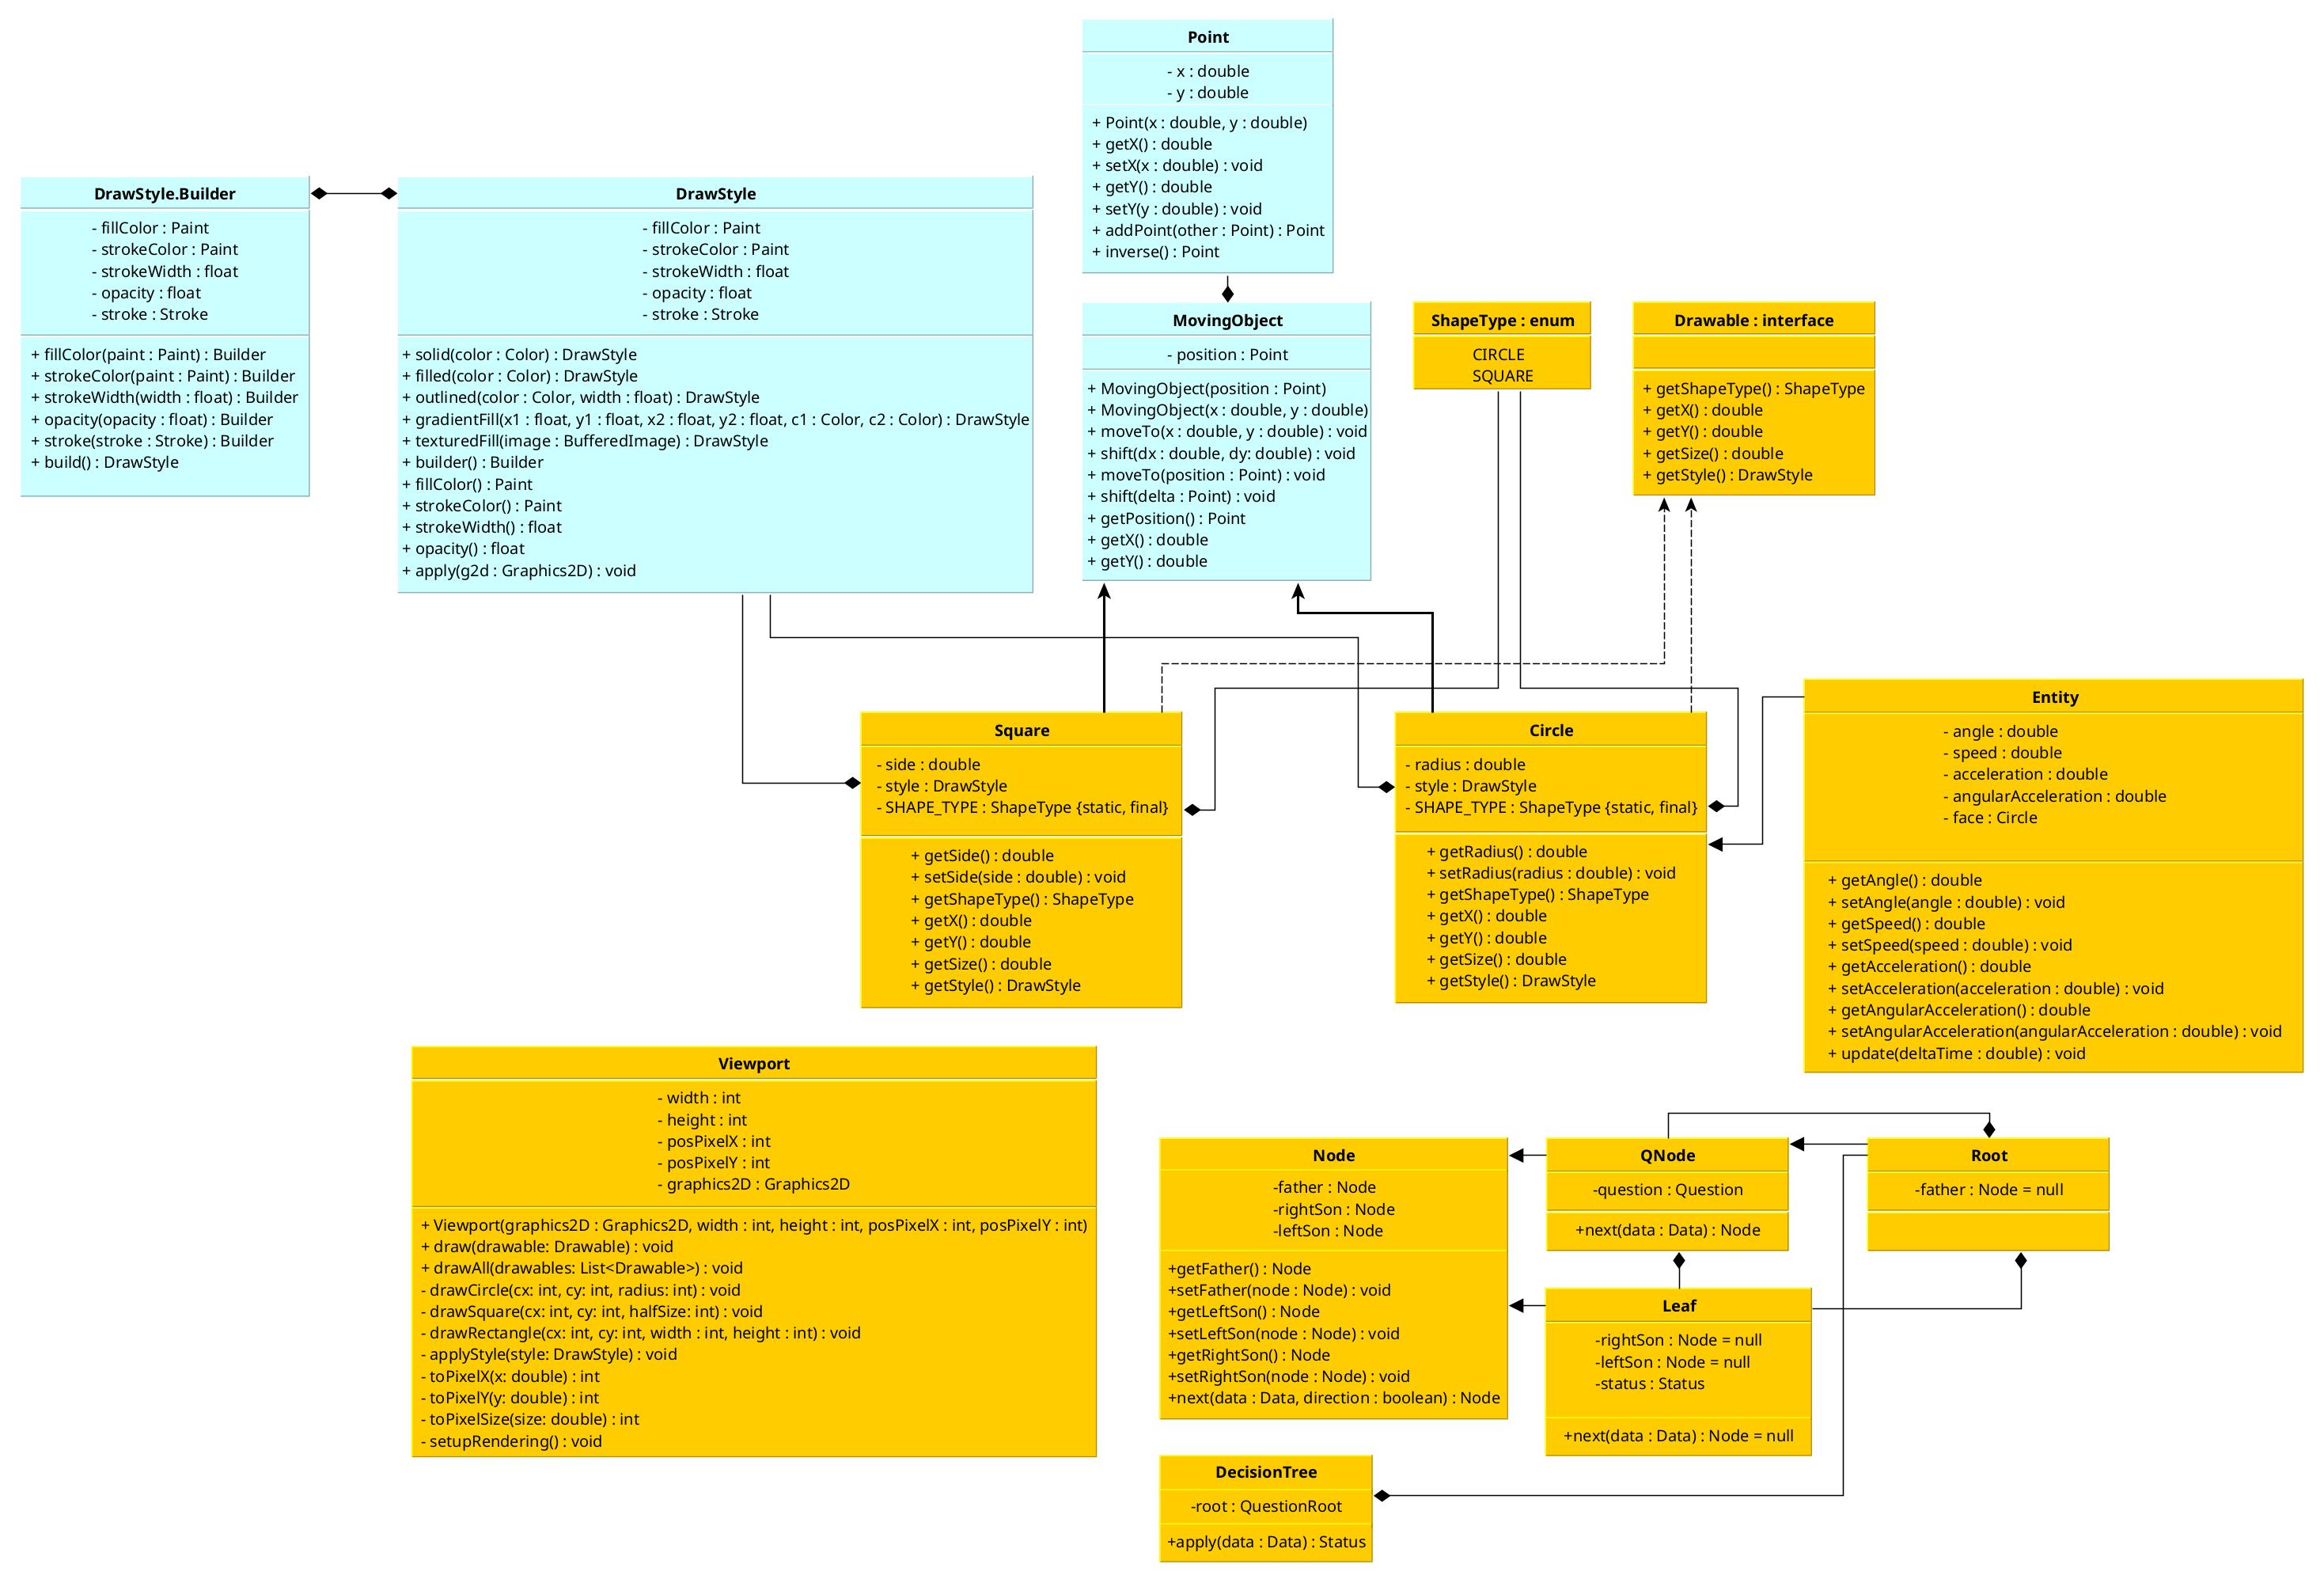 Point
- x : double
- y : double
+ Point(x : double, y : double)
+ getX() : double
+ setX(x : double) : void
+ getY() : double
+ setY(y : double) : void
+ addPoint(other : Point) : Point
+ inverse() : Point
DrawStyle.Builder
- fillColor : Paint
- strokeColor : Paint
- strokeWidth : float
- opacity : float
- stroke : Stroke
+ fillColor(paint : Paint) : Builder
+ strokeColor(paint : Paint) : Builder
+ strokeWidth(width : float) : Builder
+ opacity(opacity : float) : Builder
+ stroke(stroke : Stroke) : Builder
+ build() : DrawStyle
DrawStyle
- fillColor : Paint
- strokeColor : Paint
- strokeWidth : float
- opacity : float
- stroke : Stroke
+ solid(color : Color) : DrawStyle
+ filled(color : Color) : DrawStyle
+ outlined(color : Color, width : float) : DrawStyle
+ gradientFill(x1 : float, y1 : float, x2 : float, y2 : float, c1 : Color, c2 : Color) : DrawStyle
+ texturedFill(image : BufferedImage) : DrawStyle
+ builder() : Builder
+ fillColor() : Paint
+ strokeColor() : Paint
+ strokeWidth() : float
+ opacity() : float
+ apply(g2d : Graphics2D) : void
MovingObject
- position : Point
+ MovingObject(position : Point)
+ MovingObject(x : double, y : double)
+ moveTo(x : double, y : double) : void
+ shift(dx : double, dy: double) : void
+ moveTo(position : Point) : void
+ shift(delta : Point) : void
+ getPosition() : Point
+ getX() : double
+ getY() : double
ShapeType : enum
CIRCLE
SQUARE
Drawable : interface
+ getShapeType() : ShapeType
+ getX() : double
+ getY() : double
+ getSize() : double
+ getStyle() : DrawStyle
Square
- side : double
- style : DrawStyle
- SHAPE_TYPE : ShapeType {static, final}
+ getSide() : double
+ setSide(side : double) : void
+ getShapeType() : ShapeType
+ getX() : double
+ getY() : double
+ getSize() : double
+ getStyle() : DrawStyle
Circle
- radius : double
- style : DrawStyle
- SHAPE_TYPE : ShapeType {static, final}
+ getRadius() : double
+ setRadius(radius : double) : void
+ getShapeType() : ShapeType
+ getX() : double
+ getY() : double
+ getSize() : double
+ getStyle() : DrawStyle
Entity
- angle : double
- speed : double
- acceleration : double
- angularAcceleration : double
- face : Circle
+ getAngle() : double
+ setAngle(angle : double) : void
+ getSpeed() : double
+ setSpeed(speed : double) : void
+ getAcceleration() : double
+ setAcceleration(acceleration : double) : void
+ getAngularAcceleration() : double
+ setAngularAcceleration(angularAcceleration : double) : void
+ update(deltaTime : double) : void
Viewport
- width : int
- height : int
- posPixelX : int
- posPixelY : int
- graphics2D : Graphics2D
+ Viewport(graphics2D : Graphics2D, width : int, height : int, posPixelX : int, posPixelY : int)
+ draw(drawable: Drawable) : void
+ drawAll(drawables: List<Drawable>) : void
- drawCircle(cx: int, cy: int, radius: int) : void
- drawSquare(cx: int, cy: int, halfSize: int) : void
- drawRectangle(cx: int, cy: int, width : int, height : int) : void
- applyStyle(style: DrawStyle) : void
- toPixelX(x: double) : int
- toPixelY(y: double) : int
- toPixelSize(size: double) : int
- setupRendering() : void
Node
-father : Node
-rightSon : Node
-leftSon : Node
+getFather() : Node
+setFather(node : Node) : void
+getLeftSon() : Node
+setLeftSon(node : Node) : void
+getRightSon() : Node
+setRightSon(node : Node) : void
+next(data : Data, direction : boolean) : Node
QNode
-question : Question
+next(data : Data) : Node
Root
-father : Node = null
Leaf
-rightSon : Node = null
-leftSon : Node = null
-status : Status
+next(data : Data) : Node = null
DecisionTree
-root : QuestionRoot
+apply(data : Data) : Status